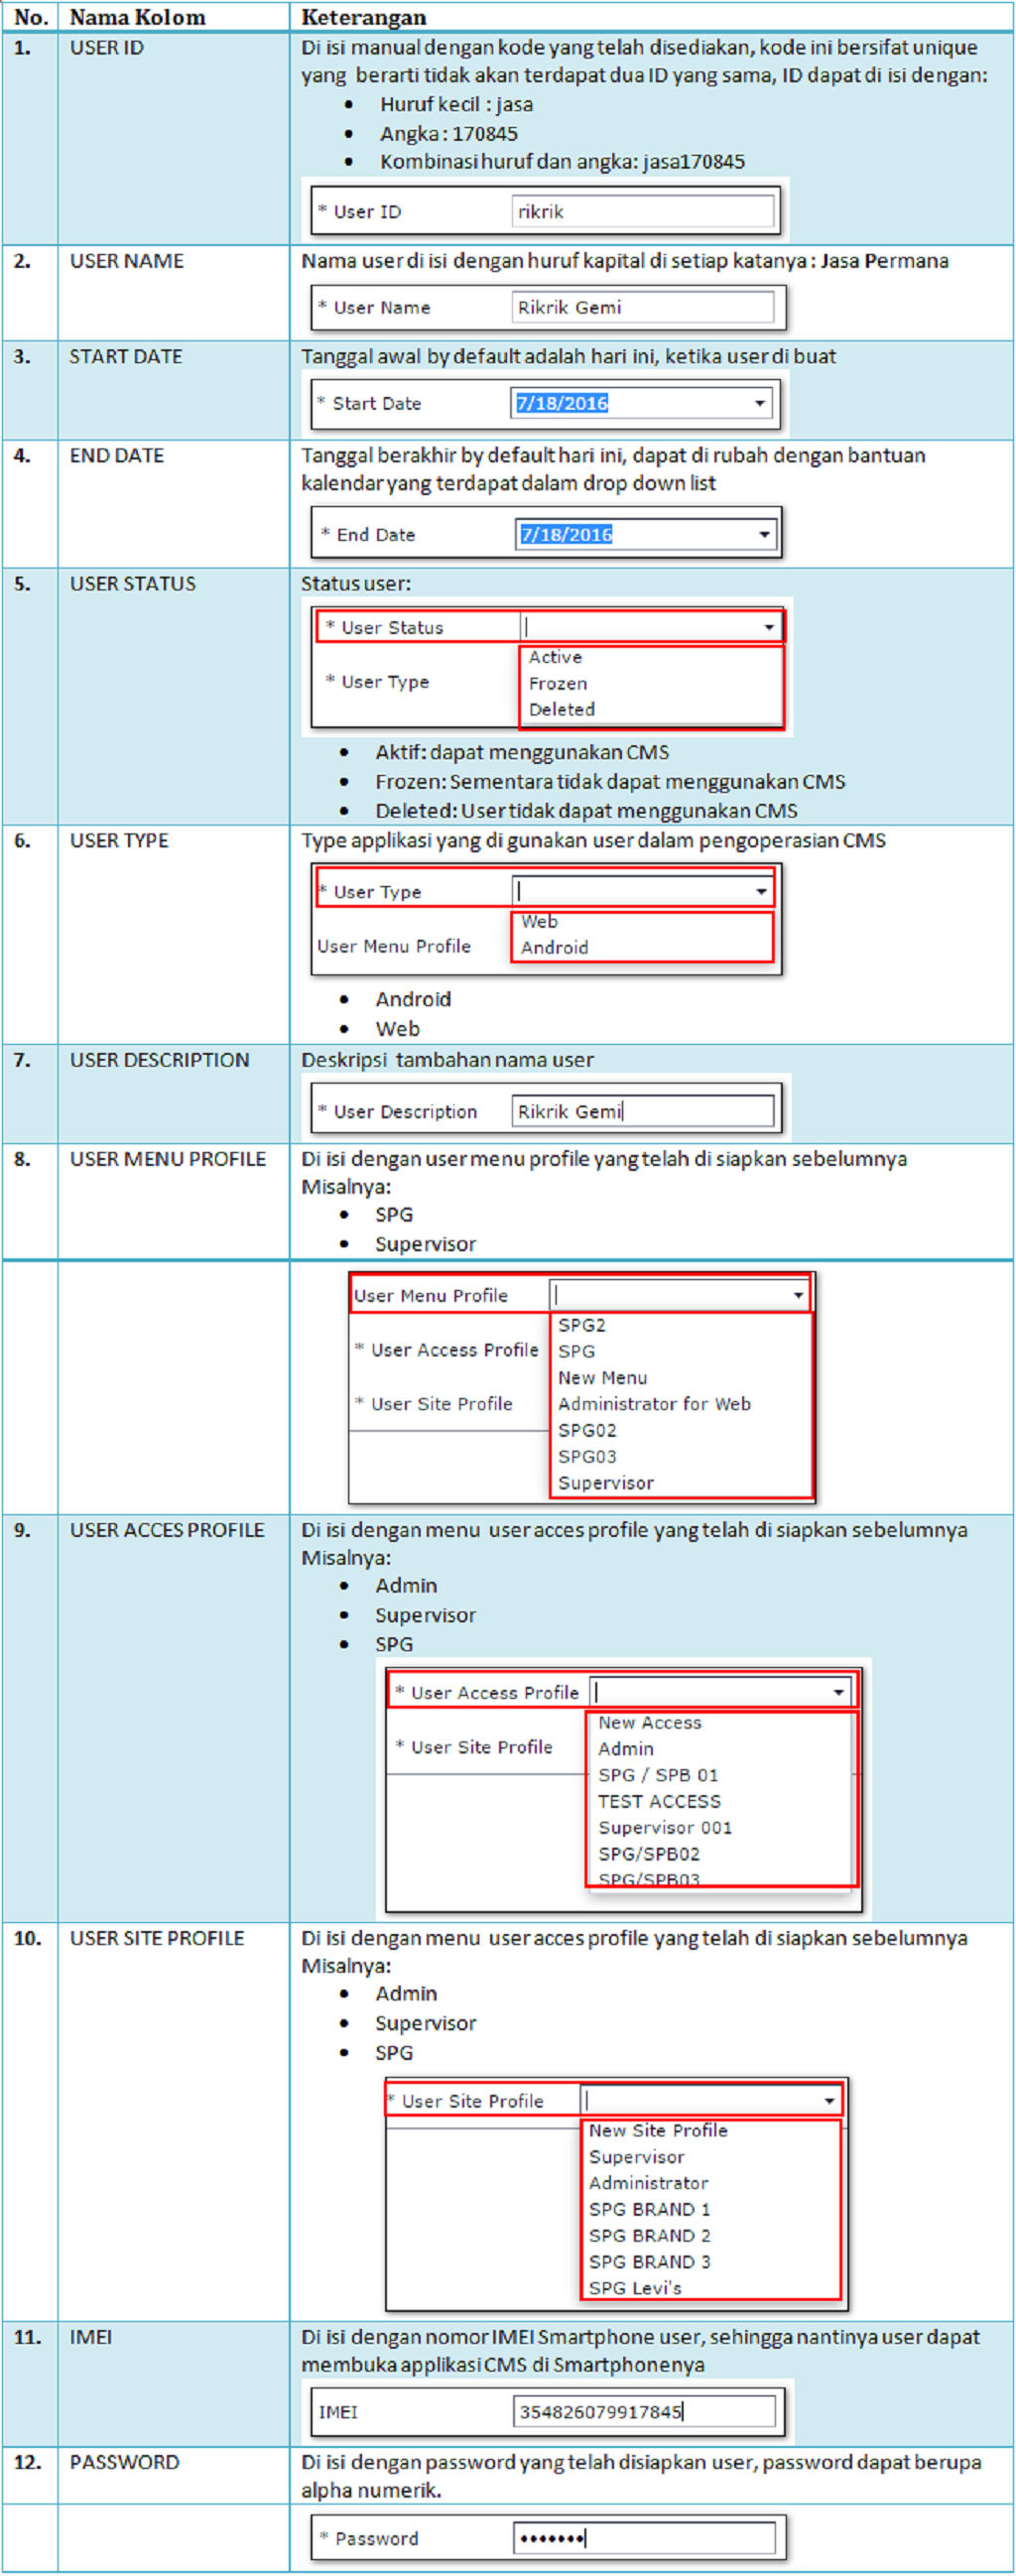 No. Nama Kolom Keterangan
1. USER ID Di isi manual dengan kode yang telah disediakan, kode ini bersifat unique
yang berarti tidak akan terdapat dua ID yang sama, ID dapat di isi dengan:
• Huruf kecil : jasa
• Angka : 170845
• Kombinasi huruf dan angka: jasa170845
* User ID rikrik
2. USER NAME Nama user di isi dengan huruf kapital di setiap katanya : Jasa Permana
* User Name Rikrik Gemi
3. START DATE Tanggal awal by default adalah hari ini, ketika user di buat
* Start Date 7/18/2016
4. END DATE Tanggal berakhir by default hari ini, dapat di rubah dengan bantuan
kalendar yang terdapat dalam drop down list
* End Date 7/18/2016
5. USER STATUS Status user:
* User Status
Active
* User Type Frozen
Deleted
• Aktif: dapat menggunakan CMS
• Frozen: Sementara tidak dapat menggunakan CMS
• Deleted: User tidak dapat menggunakan CMS
6. USER TYPE Type applikasi yang di gunakan user dalam pengoperasian CMS
* User Type
Web
User Menu Profile Android
• Android
• Web
7. USER DESCRIPTION Deskripsi tambahan nama user
* User Description Rikrik Gemi
8. USER MENU PROFILE Di isi dengan user menu profile yang telah di siapkan sebelumnya
Misalnya:
• SPG
• Supervisor
User Menu Profile
SPG2
* User Access Profile SPG
New Menu
* User Site Profile Administrator for Web
SPG02
SPG03
Supervisor
9. USER ACCES PROFILE Di isi dengan menu user acces profile yang telah di siapkan sebelumnya
Misalnya:
• Admin
• Supervisor
• SPG
* User Access Profile
New Access
* User Site Profile Admin
SPG / SPB 01
TEST ACCESS
Supervisor 001
SPG/SPB02
SPG/SPB03
10. USER SITE PROFILE Di isi dengan menu user acces profile yang telah di siapkan sebelumnya
Misalnya:
• Admin
• Supervisor
• SPG
* User Site Profile
New Site Profile
Supervisor
Administrator
SPG BRAND 1
SPG BRAND 2
SPG BRAND 3
SPG Levi's
11. IMEI Di isi dengan nomor IMEI Smartphone user, sehingga nantinya user dapat
membuka applikasi CMS di Smartphonenya
IMEI 354826079917845
12. PASSWORD Di isi dengan password yang telah disiapkan user, password dapat berupa
alpha numerik.
* Password •••••••